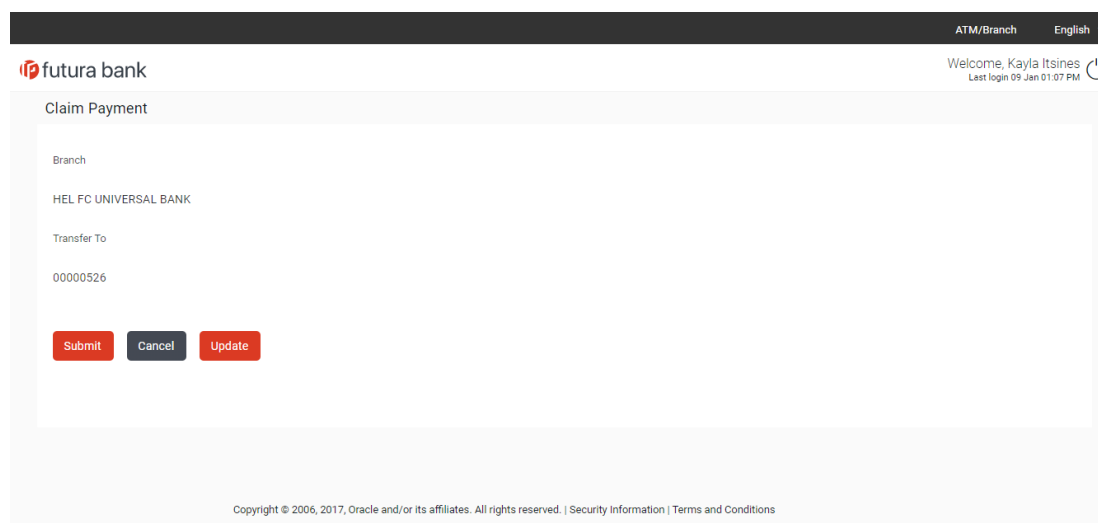 ATM/Branch English
futura bank
Welcome, Kayla Itsines
Last login 09 Jan 01:07 PM
Claim Payment
Branch
HEL FC UNIVERSAL BANK
Transfer To
00000526
Submit Cancel Update
Copyright © 2006, 2017, Oracle and/or its affiliates. All rights reserved. | Security Information | Terms and Conditions